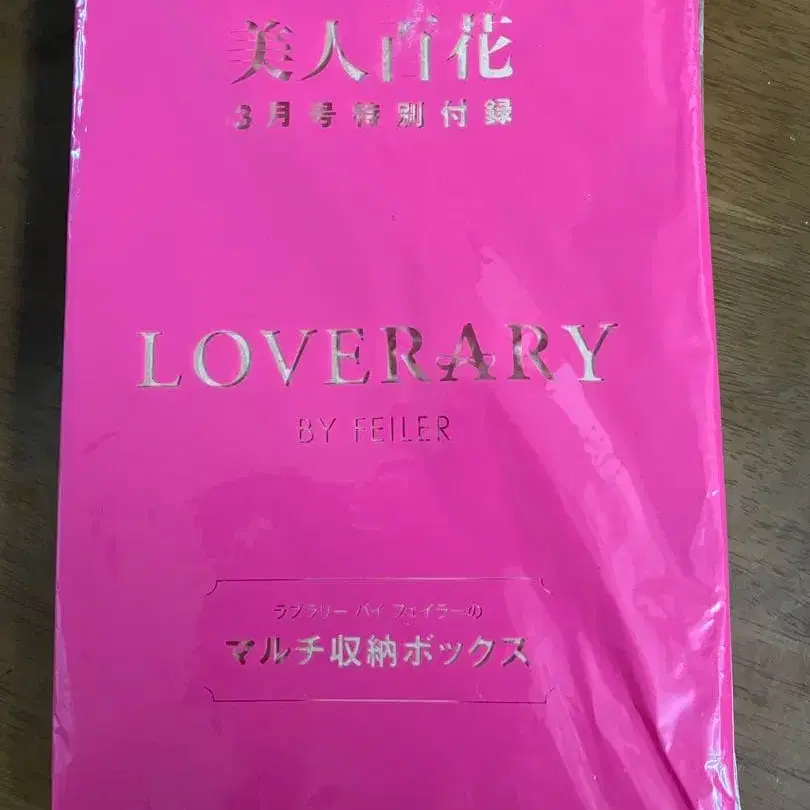 美人百花
3月号特別付録
LOVERARY
BY FEILER
ラブラリー バイ フェイラーの
マルチ収納ボックス